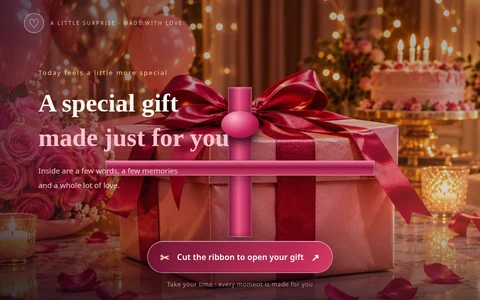 A LITTLE SURPRISE · MADE WITH LOVE
Today feels a little more special
A special gift
made just for you
Inside are a few words, a few memories
and a whole lot of love.
✂ Cut the ribbon to open your gift ↗
Take your time · every moment is made for you